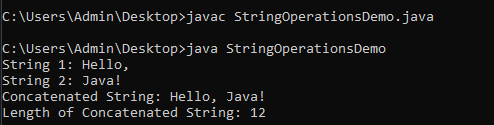 C:\Users\Admin\Desktop>javac StringOperationsDemo.java
C:\Users\Admin\Desktop>java StringOperationsDemo
String 1: Hello,
String 2: Java!
Concatenated String: Hello, Java!
Length of Concatenated String: 12